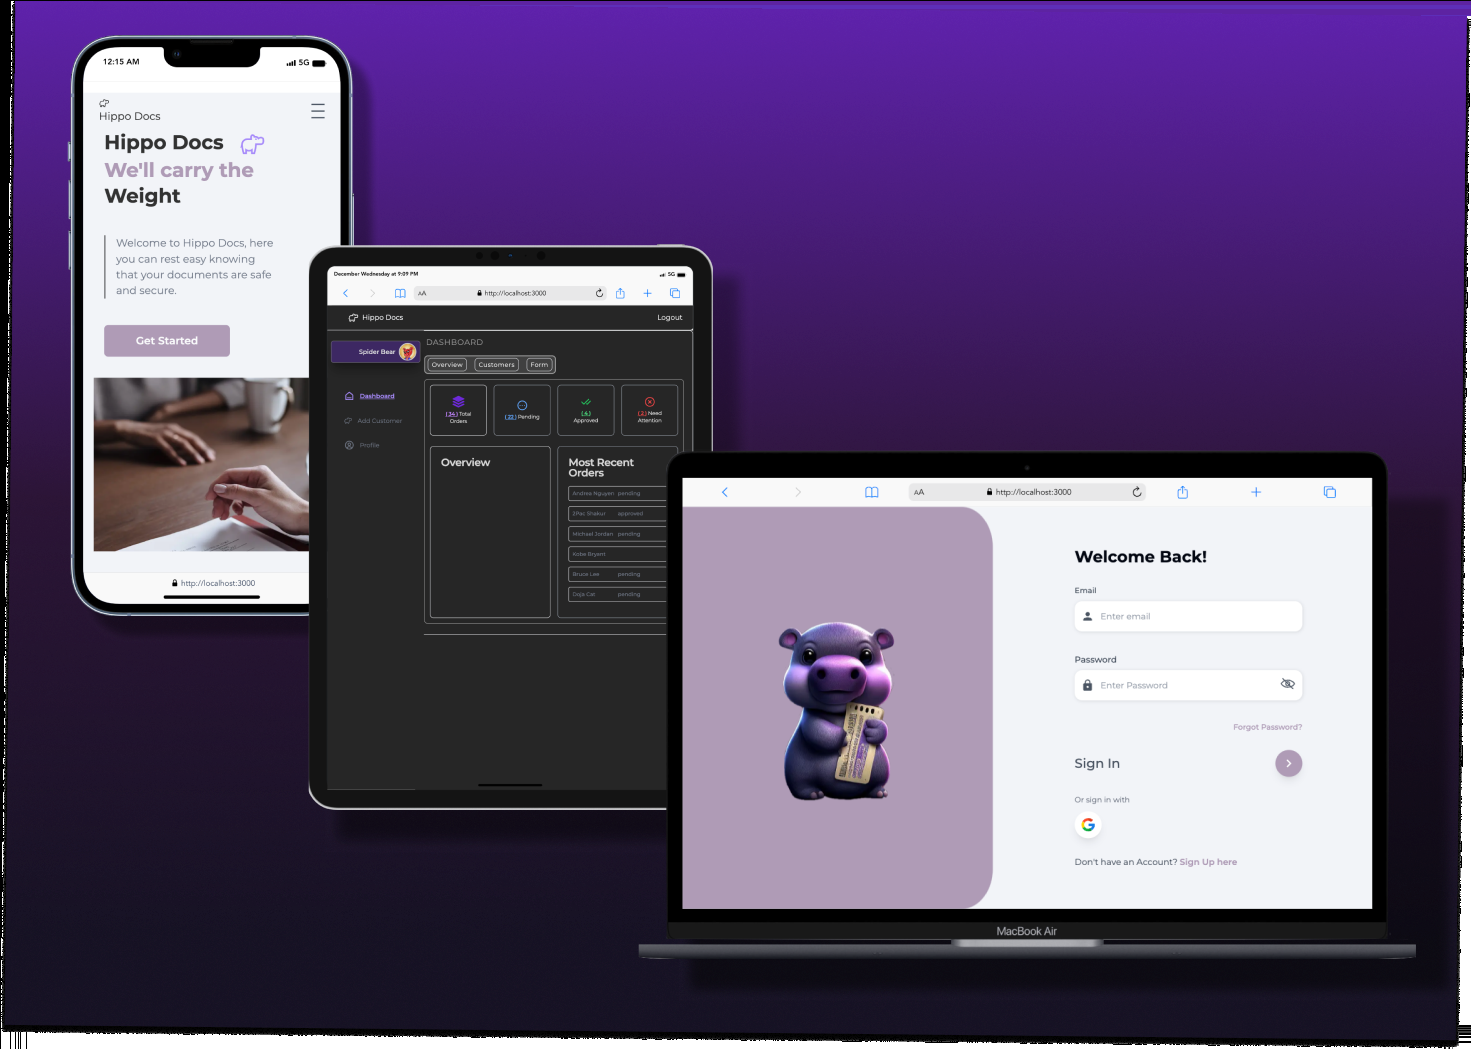 12:15 AM
5G
Hippo Docs
Hippo Docs
We'll carry the
Weight
Welcome to Hippo Docs, here
you can rest easy knowing
that your documents are safe
and secure.
Get Started
http://localhost:3000
December Wednesday at 9:09 PM
5G
AA
http://localhost:3000
Hippo Docs
Logout
Spider Bear
DASHBOARD
Overview
Customers
Form
Dashboard
Add Customer
Profile
(34) Total
Orders
(22) Pending
(4)
Approved
(2) Need
Attention
Overview
Most Recent
Orders
Andrea Nguyen pending
2Pac Shakur approved
Michael Jordan pending
Kobe Bryant
Bruce Lee pending
Doja Cat pending
AA
http://localhost:3000
Welcome Back!
Email
Enter email
Password
Enter Password
Forgot Password?
Sign In
Or sign in with
Don't have an Account? Sign Up here
MacBook Air